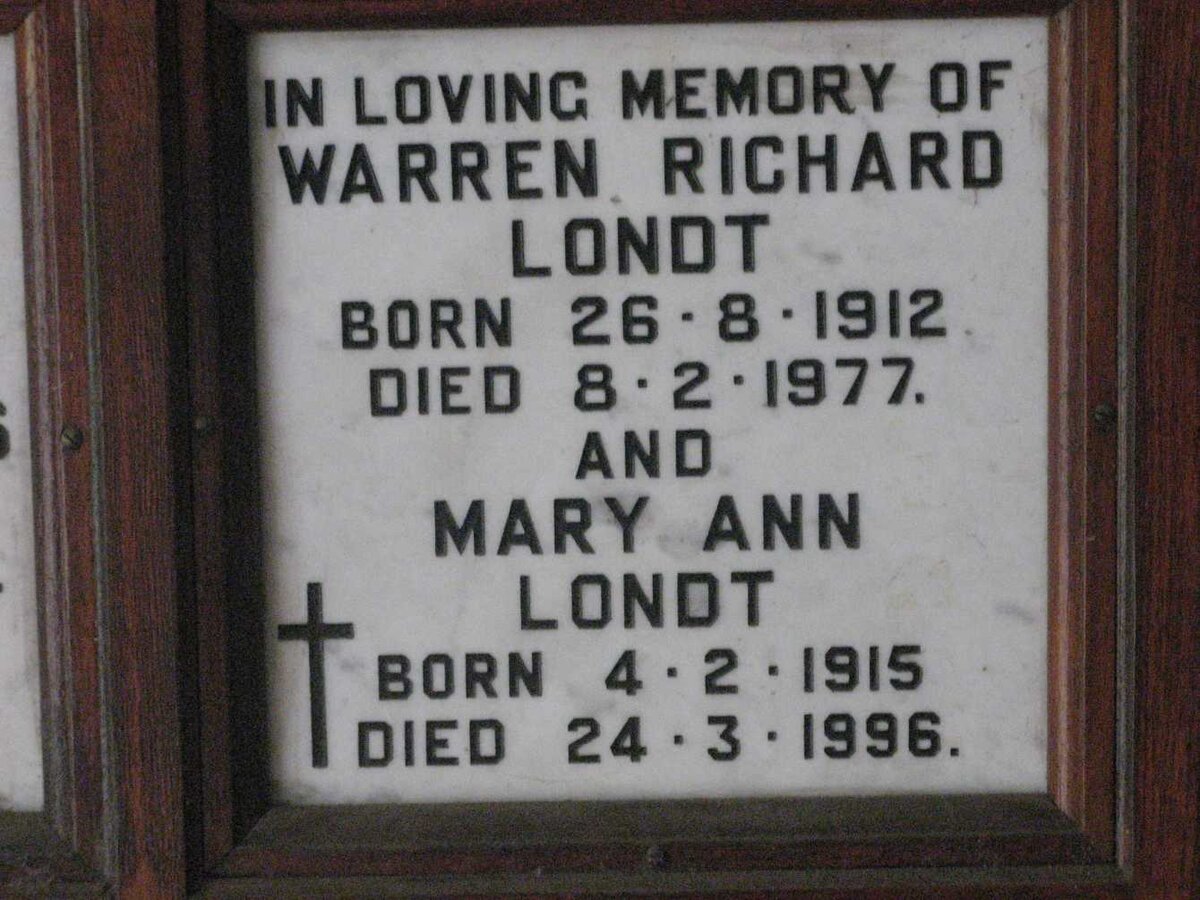 IN LOVING MEMORY OF
WARREN RICHARD
LONDT
BORN 26·8·1912
DIED 8·2·1977.
AND
MARY ANN
LONDT
BORN 4·2·1915
DIED 24·3·1996.